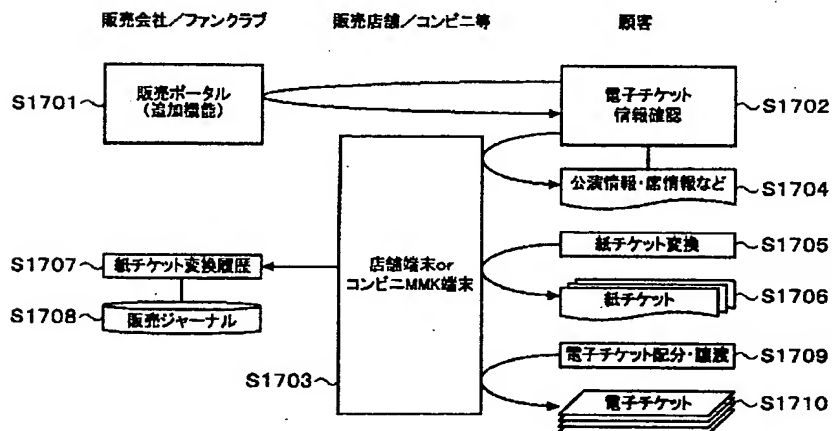 販売会社／ファンクラブ
販売店舗／コンビニ等
顧客
S1701
販売ポータル
(追加機能)
電子チケット
情報確認
S1702
公演情報・席情報など
S1704
S1707
紙チケット変換履歴
店舗端末or
コンビニMMK端末
紙チケット変換
S1705
紙チケット
S1706
S1708
販売ジャーナル
S1703
電子チケット配分・譲渡
S1709
電子チケット
S1710